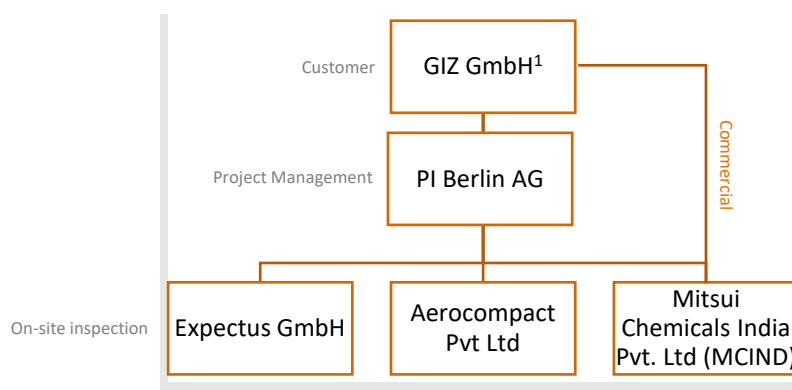 Customer
GIZ GmbH¹
Commercial
Project Management
PI Berlin AG
On-site inspection
Expectus GmbH
Aerocompact
Pvt Ltd
Mitsui
Chemicals India
Pvt. Ltd (MCIND)